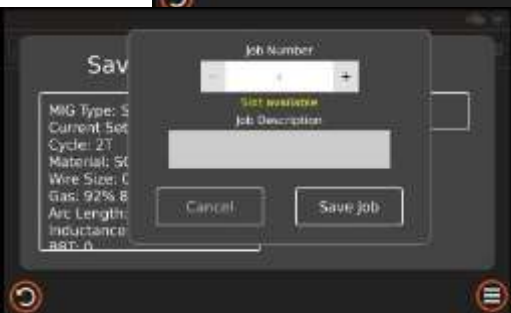 Job Number
Sav
- +
Slot available
Job Description
MIG Type: S
Current Set
Cycle: 2T
Material: SG
Wire Size: 0
Gas: 92% 8
Arc Length:
Inductance
BBT: 0
Cancel
Save Job